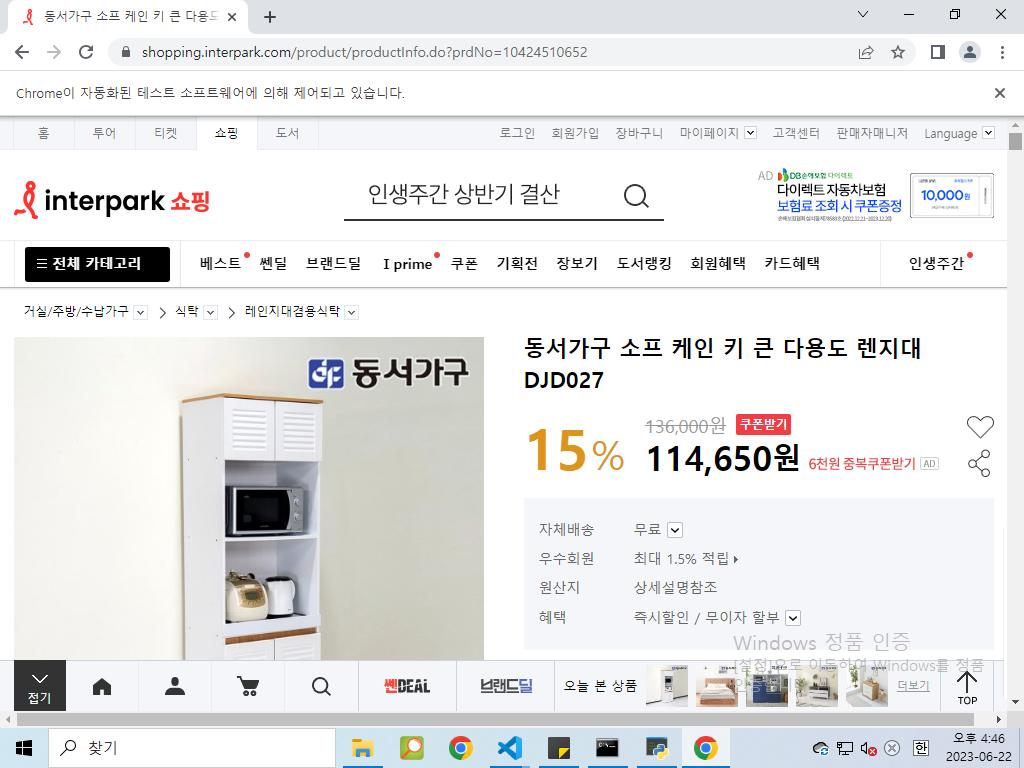 동서가구 소프 케인 키 큰 다용도
shopping.interpark.com/product/productInfo.do?prdNo=10424510652
Chrome이 자동화된 테스트 소프트웨어에 의해 제어되고 있습니다.
홈 투어 티켓 쇼핑 도서 로그인 회원가입 장바구니 마이페이지 고객센터 판매자매니저 Language
interpark 쇼핑
인생주간 상반기 결산
AD
DB손해보험 다이렉트
다이렉트 자동차보험
보험료 조회 시 쿠폰증정
10,000원
전체 카테고리 베스트 쎈딜 브랜드딜 I prime 쿠폰 기획전 장보기 도서랭킹 회원혜택 카드혜택 인생주간
거실/주방/수납가구 식탁 레인지대겸용식탁
동서가구
동서가구 소프 케인 키 큰 다용도 렌지대
DJD027
15%
136,000원 쿠폰받기
114,650원 6천원 중복쿠폰받기 AD
자체배송 무료
우수회원 최대 1.5% 적립
원산지 상세설명참조
혜택 즉시할인 / 무이자 할부
Windows 정품 인증
[설정]으로 이동하여 Windows를 정품
접기
쎈DEAL
브랜드딜
오늘 본 상품
더보기
TOP
찾기
한
오후 4:46
2023-06-22